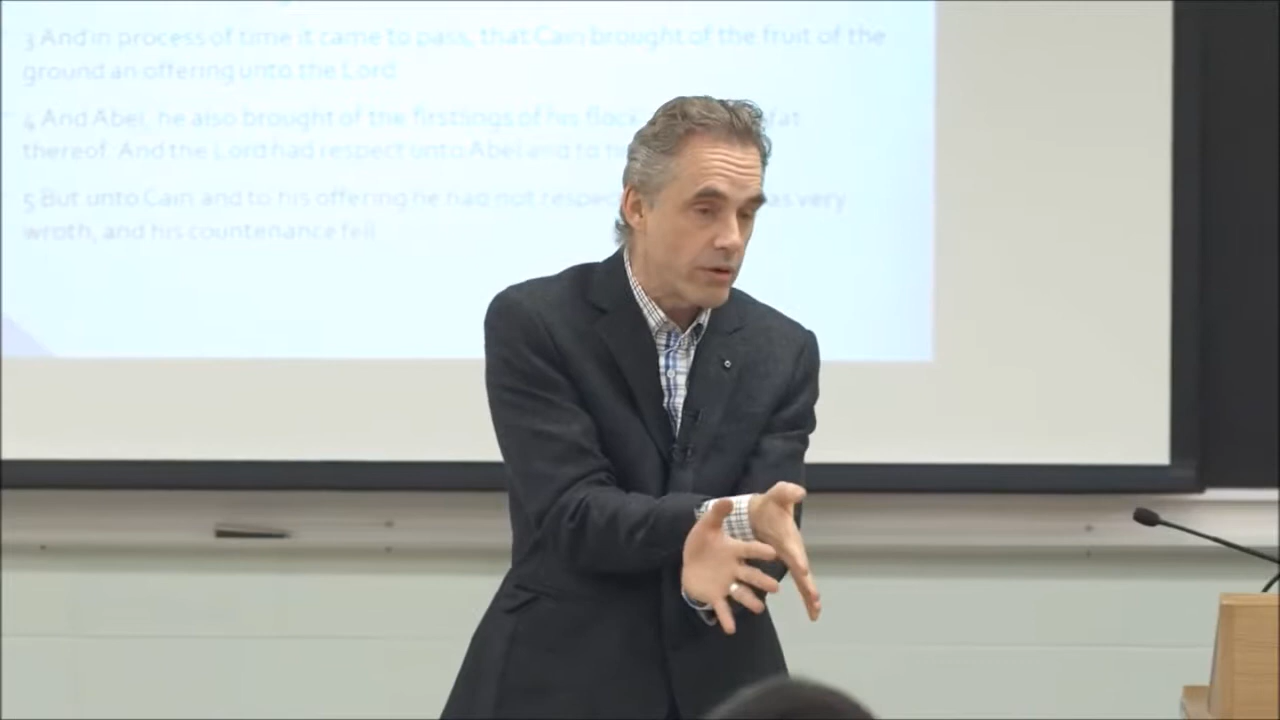 3 And in process of time it came to pass, that Cain brought of the fruit of the
ground an offering unto the Lord
4 And Abel, he also brought of the firstlings of his flock fat
thereof. And the Lord had respect unto Abel and to
5 But unto Cain and to his offering he had not respec as very
wroth, and his countenance fell